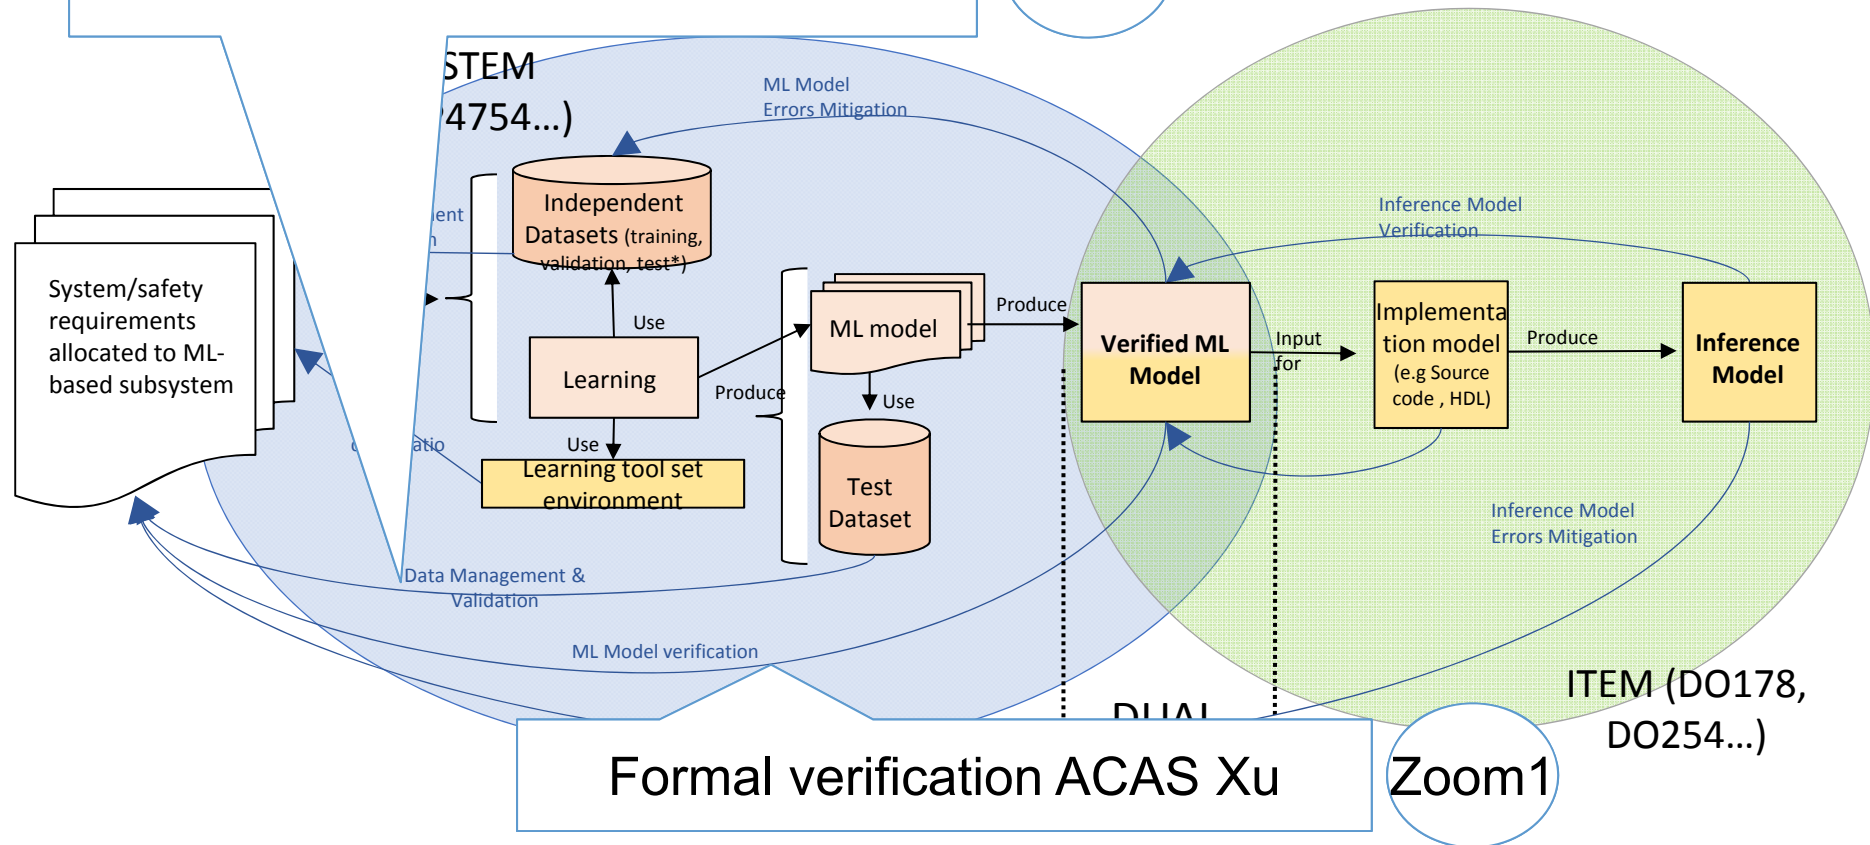 STEM
4754...)
ML Model
Errors Mitigation
Independent
Datasets (training,
validation, test*)
Inference Model
Verification
System/safety
requirements
allocated to ML-
based subsystem
Use
Learning
Produce
ML model
Produce
Verified ML
Model
Input
for
Implementa
tion model
(e.g Source
code , HDL)
Produce
Inference
Model
Use
Use
Learning tool set
environment
Test
Dataset
Inference Model
Errors Mitigation
Data Management &
Validation
ML Model verification
ITEM (DO178,
DO254...)
DUAL
Formal verification ACAS Xu
Zoom1